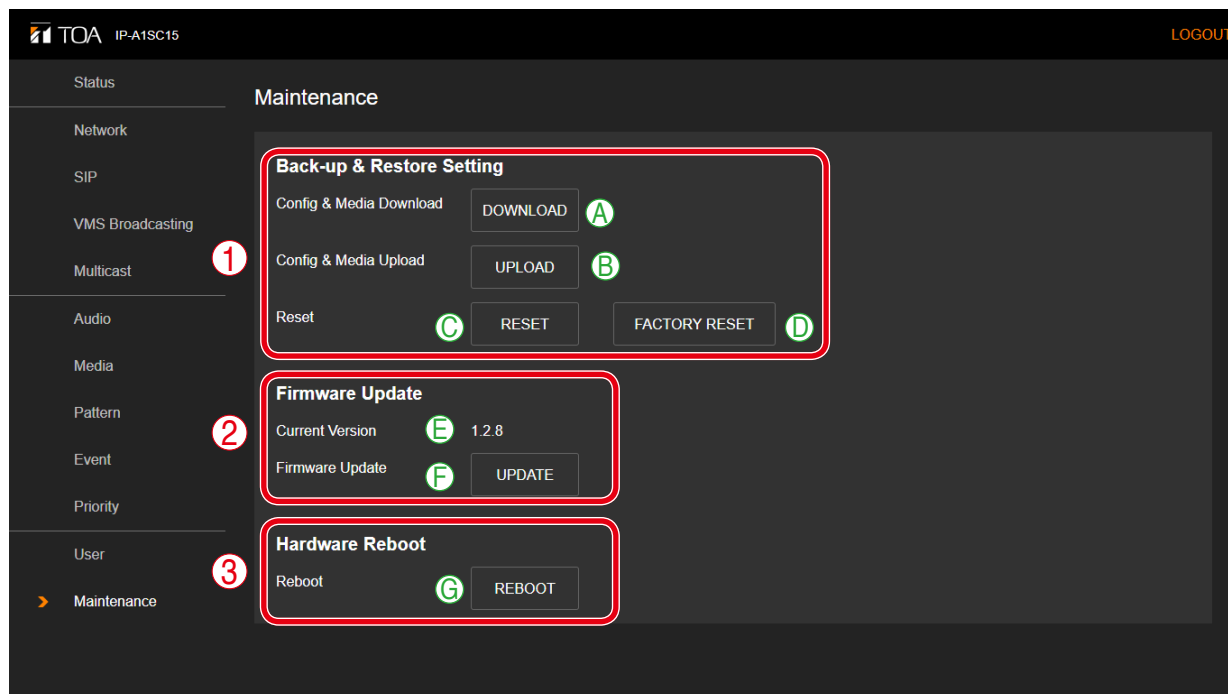 TOA IP-A1SC15
LOGOUT
Status
Network
SIP
VMS Broadcasting
Multicast
Audio
Media
Pattern
Event
Priority
User
Maintenance
Maintenance
1
Back-up & Restore Setting
Config & Media Download DOWNLOAD A
Config & Media Upload UPLOAD B
Reset C RESET FACTORY RESET D
2
Firmware Update
Current Version E 1.2.8
Firmware Update F UPDATE
3
Hardware Reboot
Reboot G REBOOT